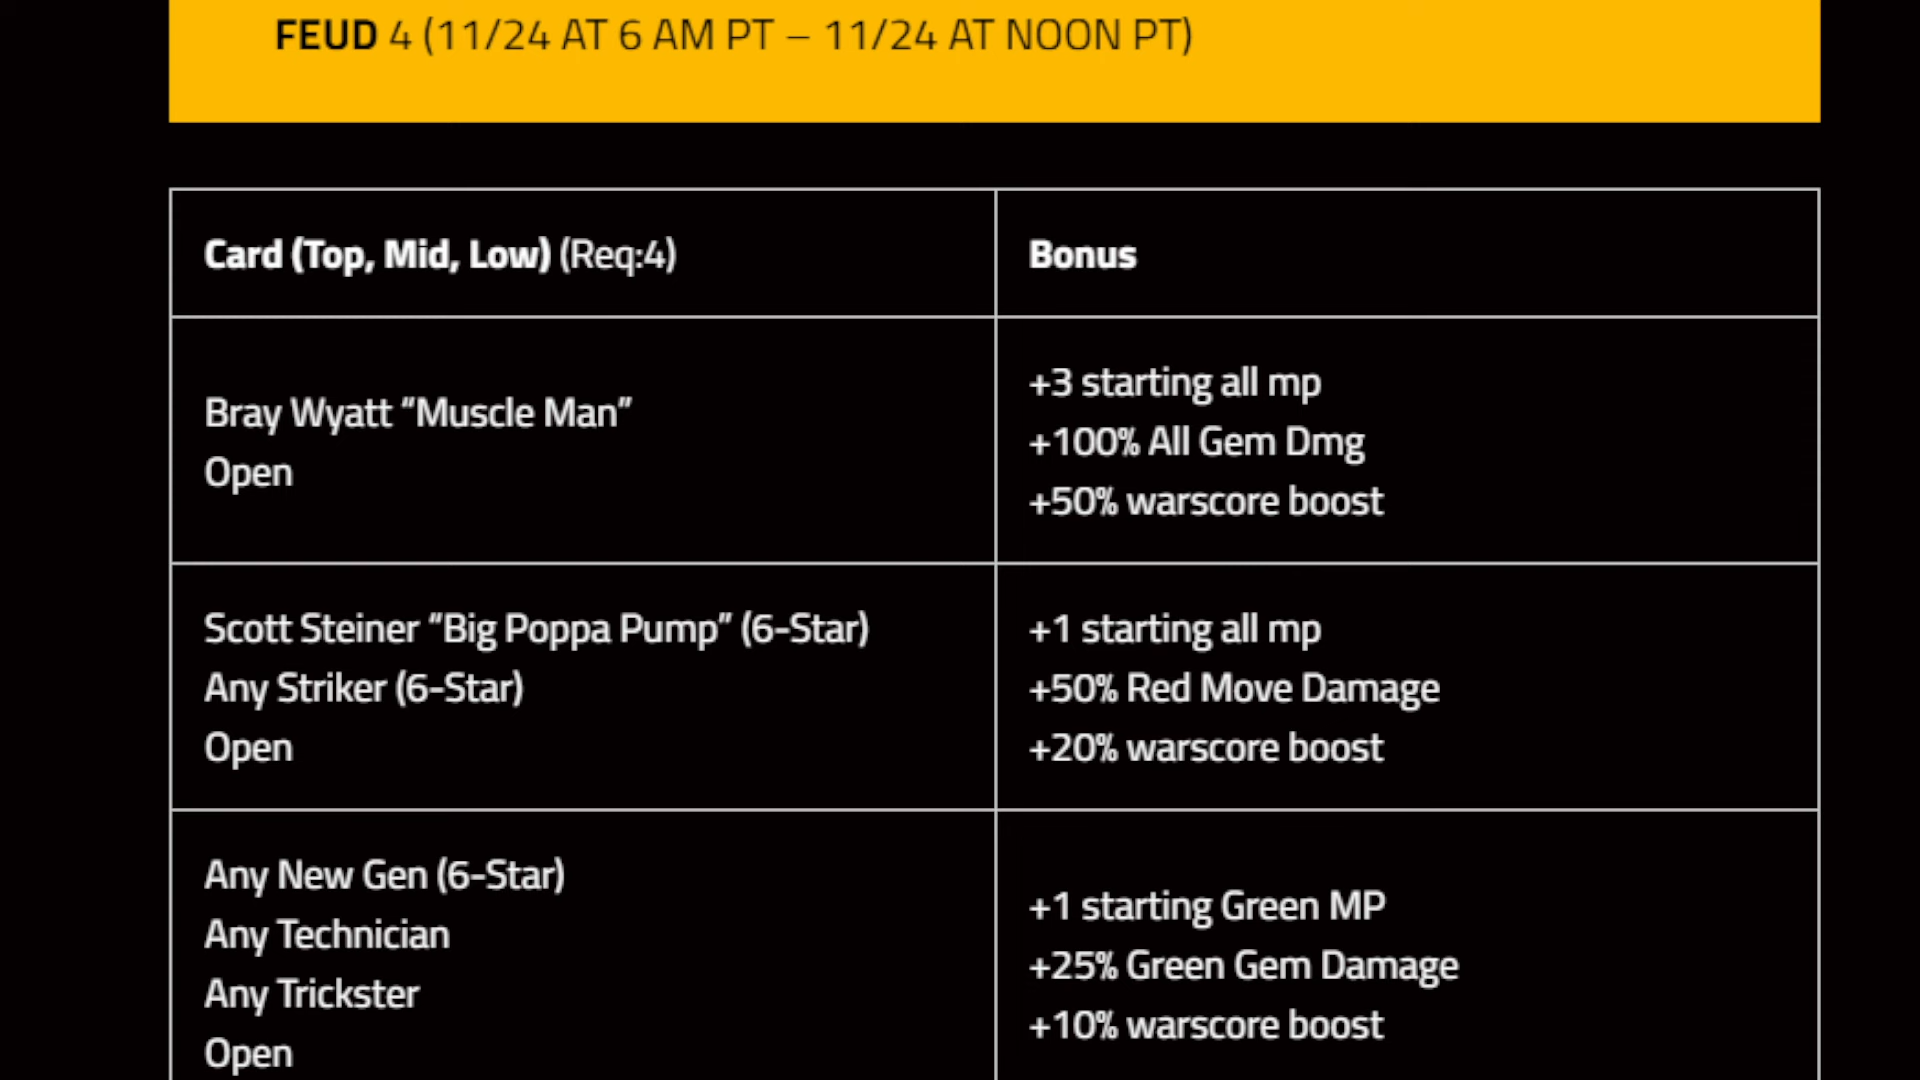 FEUD 4 (11/24 AT 6 AM PT – 11/24 AT NOON PT)
Card (Top, Mid, Low) (Req:4)
Bonus
Bray Wyatt “Muscle Man”
Open
+3 starting all mp
+100% All Gem Dmg
+50% warscore boost
Scott Steiner “Big Poppa Pump” (6-Star)
Any Striker (6-Star)
Open
+1 starting all mp
+50% Red Move Damage
+20% warscore boost
Any New Gen (6-Star)
Any Technician
Any Trickster
Open
+1 starting Green MP
+25% Green Gem Damage
+10% warscore boost